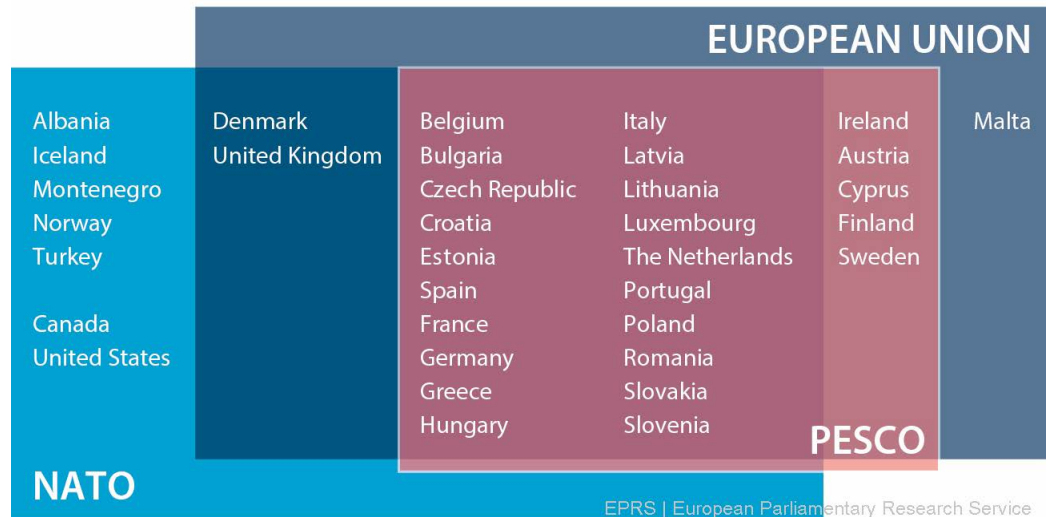 EUROPEAN UNION
Albania
Iceland
Montenegro
Norway
Turkey
Canada
United States
Denmark
United Kingdom
Belgium
Bulgaria
Czech Republic
Croatia
Estonia
Spain
France
Germany
Greece
Hungary
Italy
Latvia
Lithuania
Luxembourg
The Netherlands
Portugal
Poland
Romania
Slovakia
Slovenia
Ireland
Austria
Cyprus
Finland
Sweden
Malta
PESCO
NATO
EPRS | European Parliamentary Research Service